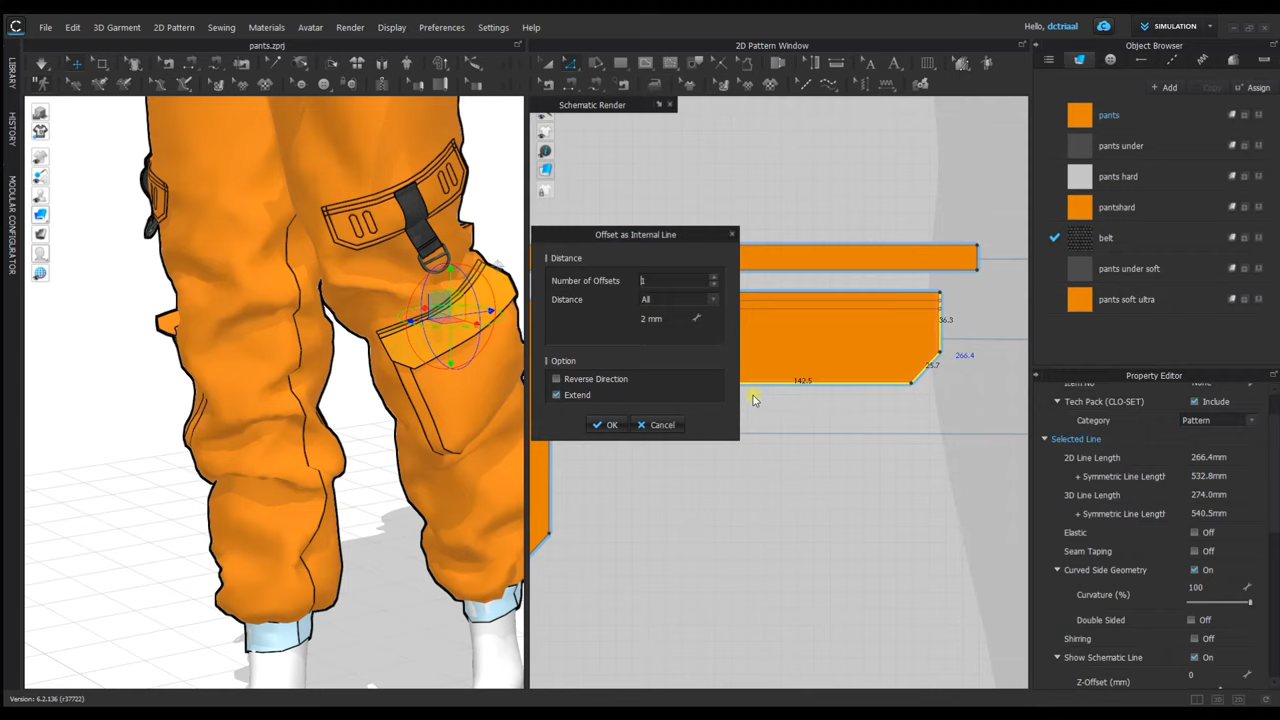 File Edit 3D Garment 2D Pattern Sewing Materials Avatar Render Display Preferences Settings Help
Hello, dctriaal
SIMULATION
pants.zprj
2D Pattern Window
Object Browser
LIBRARY
HISTORY
MODULAR CONFIGURATOR
Schematic Render
+ Add
Copy
Assign
pants
pants under
pants hard
pantshard
belt
pants under soft
pants soft ultra
Offset as Internal Line
Distance
Number of Offsets 1
Distance All
2 mm
Option
Reverse Direction
Extend
OK Cancel
36.3
266.4
25.7
142.5
Property Editor
Item No None
Tech Pack (CLO-SET) Include
Category Pattern
Selected Line
2D Line Length 266.4mm
+ Symmetric Line Length 532.8mm
3D Line Length 274.0mm
+ Symmetric Line Length 540.5mm
Elastic Off
Seam Taping Off
Curved Side Geometry On
Curvature (%) 100
Double Sided Off
Shirring Off
Show Schematic Line On
Z-Offset (mm) 0
Version: 6.2.136 (r37722)
2D
3D